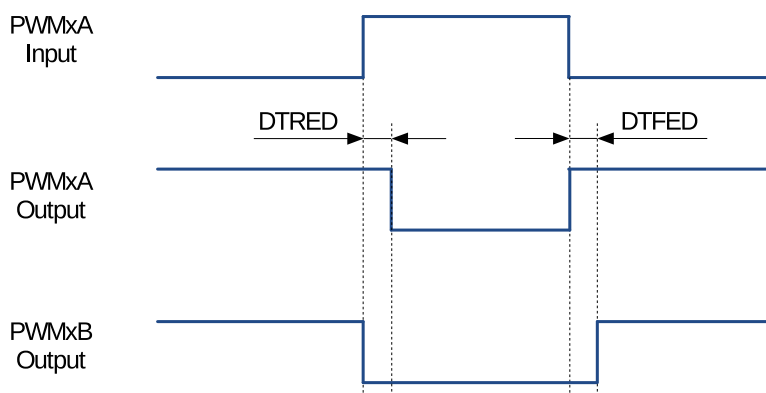 PWMxA
Input
DTRED
DTFED
PWMxA
Output
PWMxB
Output